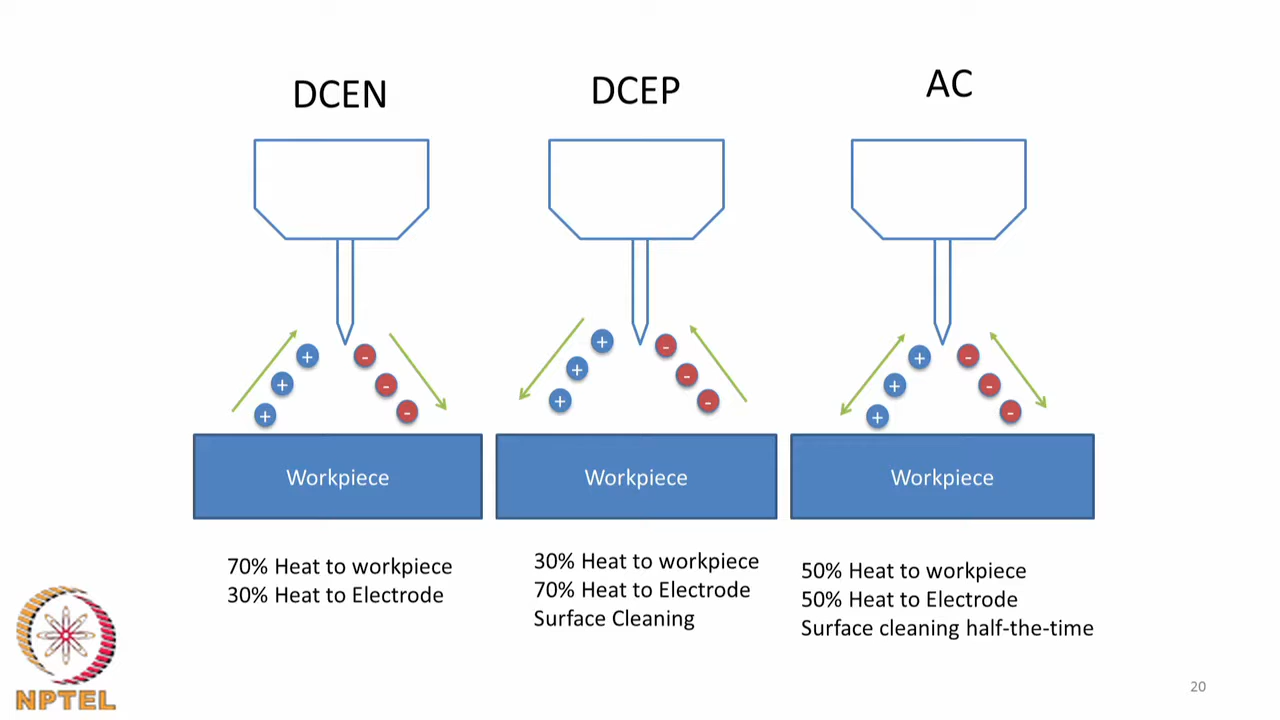 DCEN
DCEP
AC
+ -
+ -
+ -
+ -
+ -
+ -
+ -
+ -
+ -
Workpiece
Workpiece
Workpiece
70% Heat to workpiece
30% Heat to Electrode
30% Heat to workpiece
70% Heat to Electrode
Surface Cleaning
50% Heat to workpiece
50% Heat to Electrode
Surface cleaning half-the-time
NPTEL
20